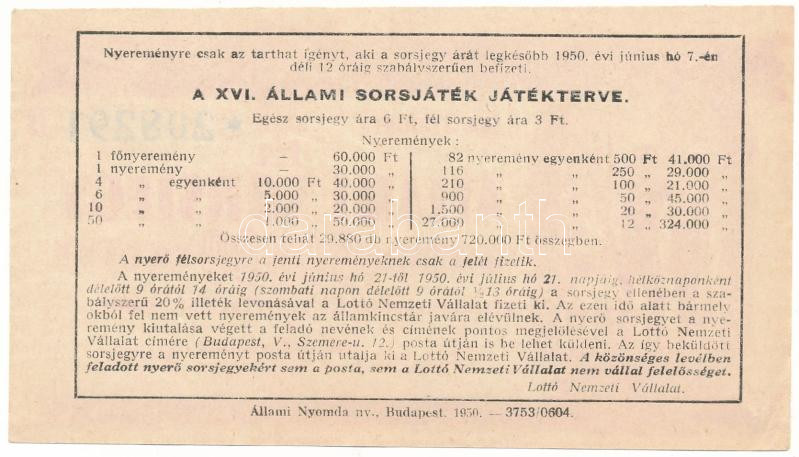 Nyereményre csak az tarthat igényt, aki a sorsjegy árát legkésőbb 1950. évi június hó 7.-én
déli 12 óráig szabályszerűen befizeti.
A XVI. ÁLLAMI SORSJÁTÉK JÁTÉKTERVE.
Egész sorsjegy ára 6 Ft, fél sorsjegy ára 3 Ft.
Nyeremények :
1 főnyeremény — 60.000 Ft 82 nyeremény egyenként 500 Ft 41.000 Ft
1 nyeremény — 30.000 „ 116 „ „ 250 „ 29.000 „
4 „ egyenként 10.000 Ft 40.000 „ 210 „ „ 100 „ 21.000 „
6 „ „ 5.000 „ 30.000 „ 900 „ „ 50 „ 45.000 „
10 „ „ 2.000 „ 20.000 „ 1.500 „ „ 20 „ 30.000 „
50 „ „ 1.000 „ 50.000 „ 27.000 „ „ 12 „ 324.000 „
Összesen tehát 29.880 db nyeremény 720.000 Ft összegben.
A nyerő félsorsjegyre a fenti nyereményeknek csak a felét fizetik.
A nyereményeket 1950. évi június hó 21-től 1950. évi július hó 21. napjáig, hétköznaponként
délelőtt 9 órától 14 óráig (szombati napon délelőtt 9 órától ½13 óráig) a sorsjegy ellenében a sza-
bályszerű 20% illeték levonásával a Lottó Nemzeti Vállalat fizeti ki. Az ezen idő alatt bármely
okból fel nem vett nyeremények az államkincstár javára elévülnek. A nyerő sorsjegyet a nye-
remény kiutalása végett a feladó nevének és címének pontos megjelölésével a Lottó Nemzeti
Vállalat címére (Budapest, V., Szemere-u. 12.) posta útján is be lehet küldeni. Az így beküldött
sorsjegyre a nyereményt posta útján utalja ki a Lottó Nemzeti Vállalat. A közönséges levélben
feladott nyerő sorsjegyekért sem a posta, sem a Lottó Nemzeti Vállalat nem vállal felelősséget.
Lottó Nemzeti Vállalat.
Állami Nyomda nv., Budapest. 1950. — 3753/0604.
darabanth